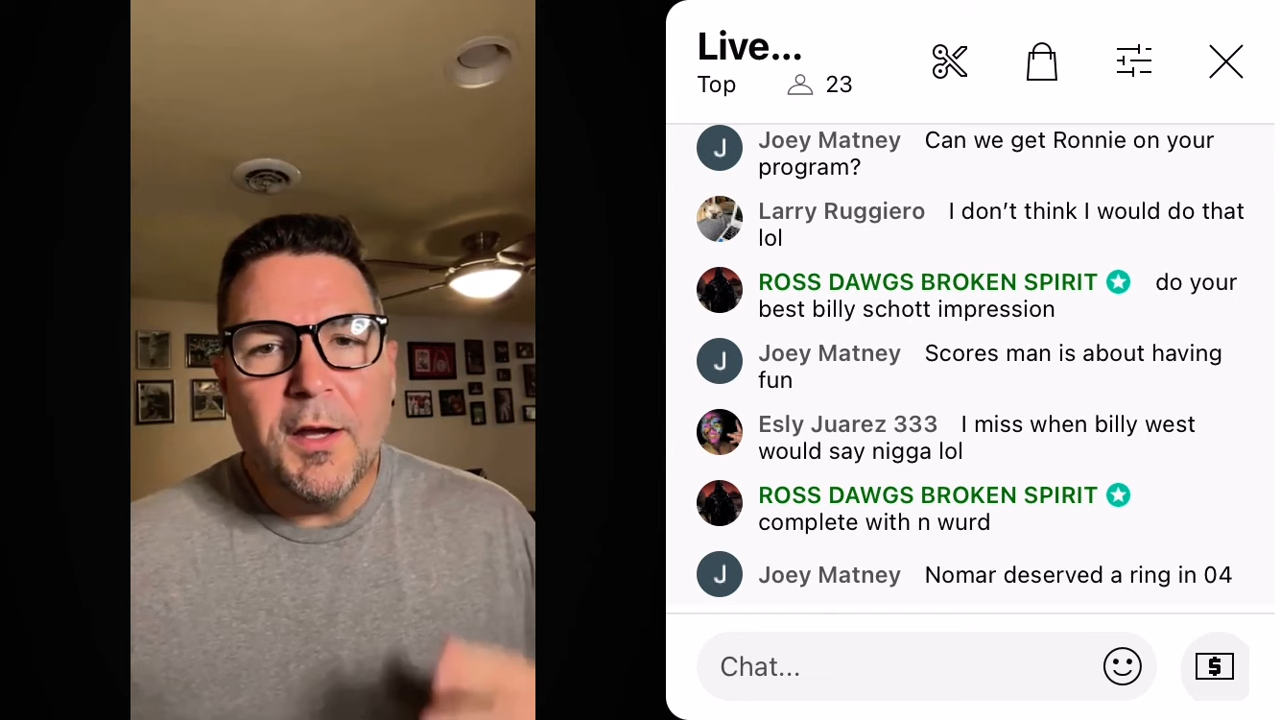 Live...
Top 23
Joey Matney Can we get Ronnie on your
program?
Larry Ruggiero I don’t think I would do that
lol
ROSS DAWGS BROKEN SPIRIT do your
best billy schott impression
Joey Matney Scores man is about having
fun
Esly Juarez 333 I miss when billy west
would say nigga lol
ROSS DAWGS BROKEN SPIRIT
complete with n wurd
Joey Matney Nomar deserved a ring in 04
Chat...